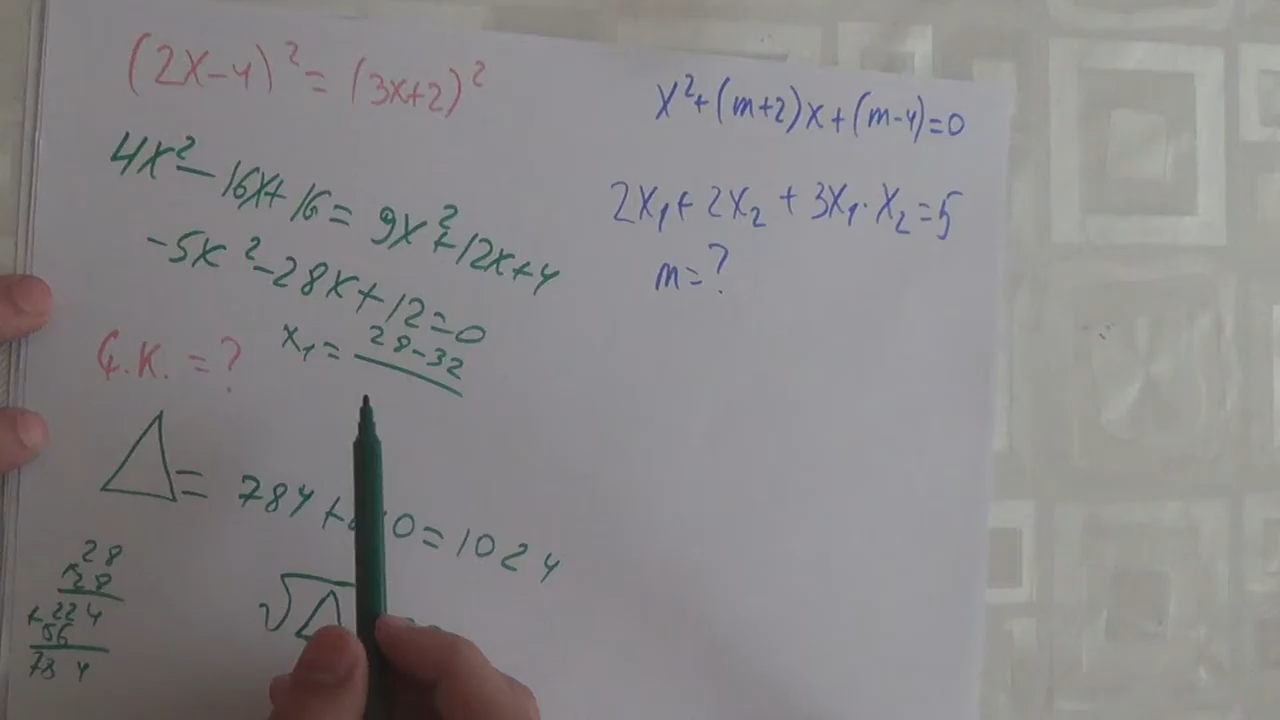 (2x-4)² = (3x+2)²
4x² - 16x + 16 = 9x² + 12x + 4
-5x² - 28x + 12 = 0
Ç.K. = ?
x₁ = 28-32
Δ = 784 + 0 = 1024
√Δ
28
x 28
+ 224
56
784
x² + (m+2)x + (m-4) = 0
2x₁ + 2x₂ + 3x₁ · x₂ = 5
m = ?